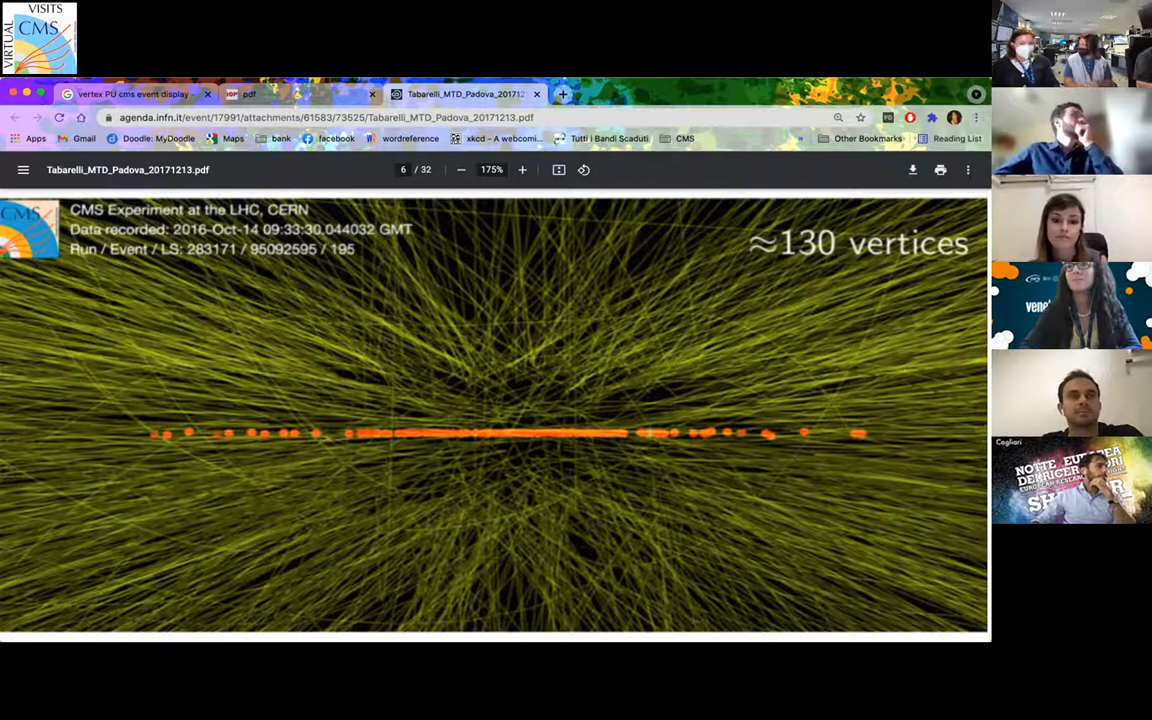 VISITS
VIRTUAL
CMS
vertex PU cms event display -
pdf
Tabarelli_MTD_Padova_201712
agenda.infn.it/event/17991/attachments/61583/73525/Tabarelli_MTD_Padova_20171213.pdf
Apps
Gmail
Doodle: MyDoodle
Maps
bank
facebook
wordreference
xkcd – A webcomi...
Tutti i Bandi Scaduti
CMS
»
Other Bookmarks
Reading List
Tabarelli_MTD_Padova_20171213.pdf
6 / 32
175%
CMS
CMS Experiment at the LHC, CERN
Data recorded: 2016-Oct-14 09:33:30.044032 GMT
Run / Event / LS: 283171 / 95092595 / 195
≈130 vertices
Cagliari
NOTTE EUROPEA